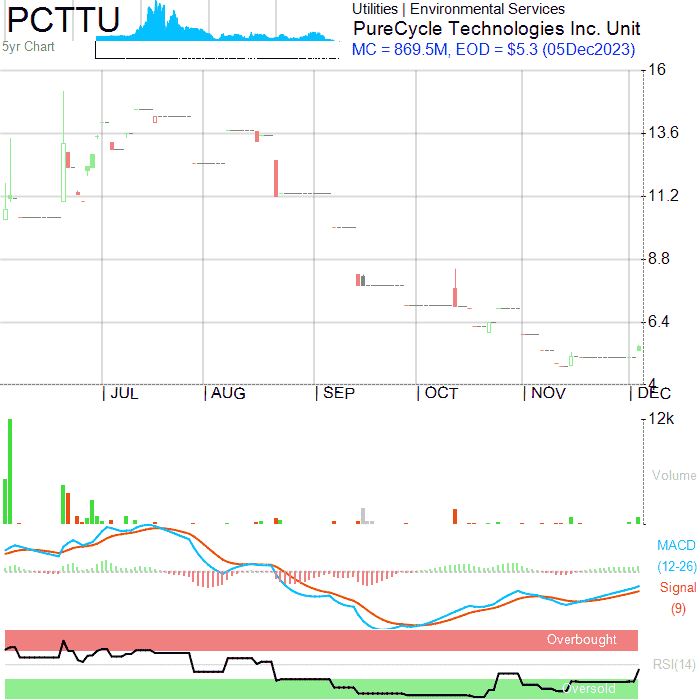 PCTTU
5yr Chart
Utilities | Environmental Services
PureCycle Technologies Inc. Unit
MC = 869.5M, EOD = $5.3 (05Dec2023)
16
13.6
11.2
8.8
6.4
4
JUL
AUG
SEP
OCT
NOV
DEC
12k
Volume
MACD
(12-26)
Signal
(9)
Overbought
RSI(14)
Oversold